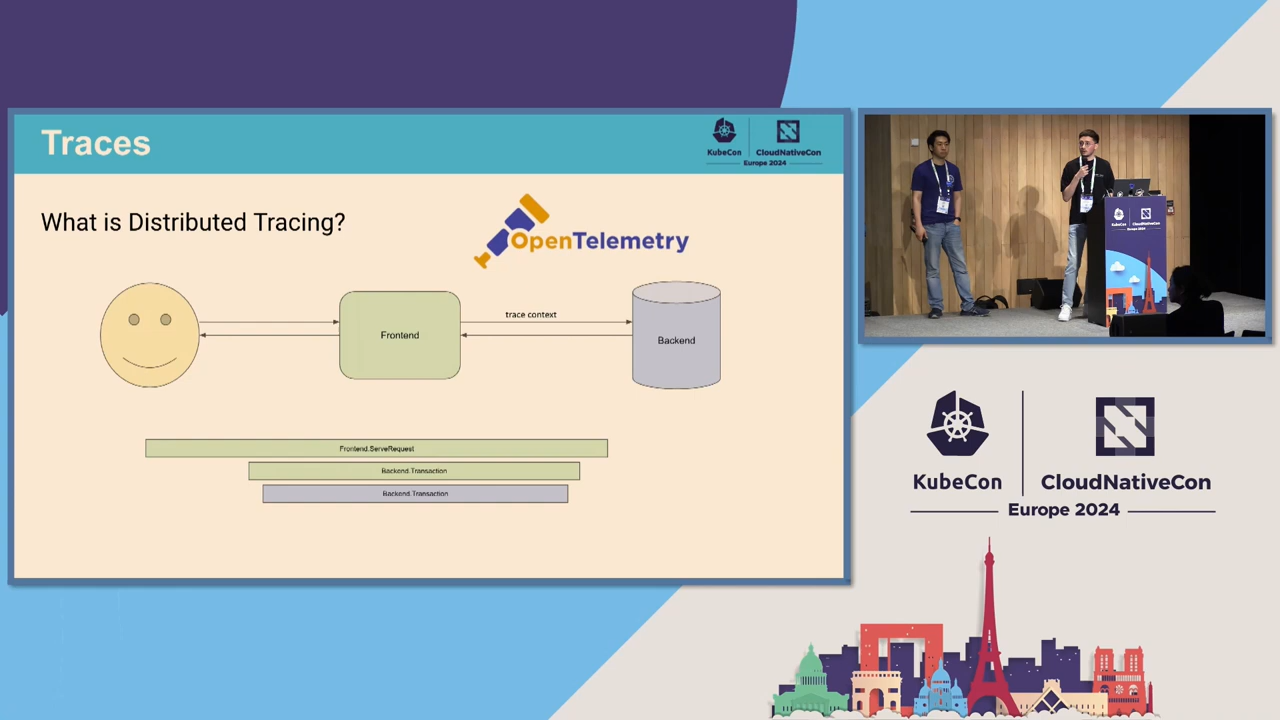 Traces
KubeCon
CloudNativeCon
Europe 2024
What is Distributed Tracing?
OpenTelemetry
Frontend
trace context
Backend
Frontend.ServeRequest
Backend.Transaction
Backend.Transaction
KubeCon
CloudNativeCon
Europe 2024